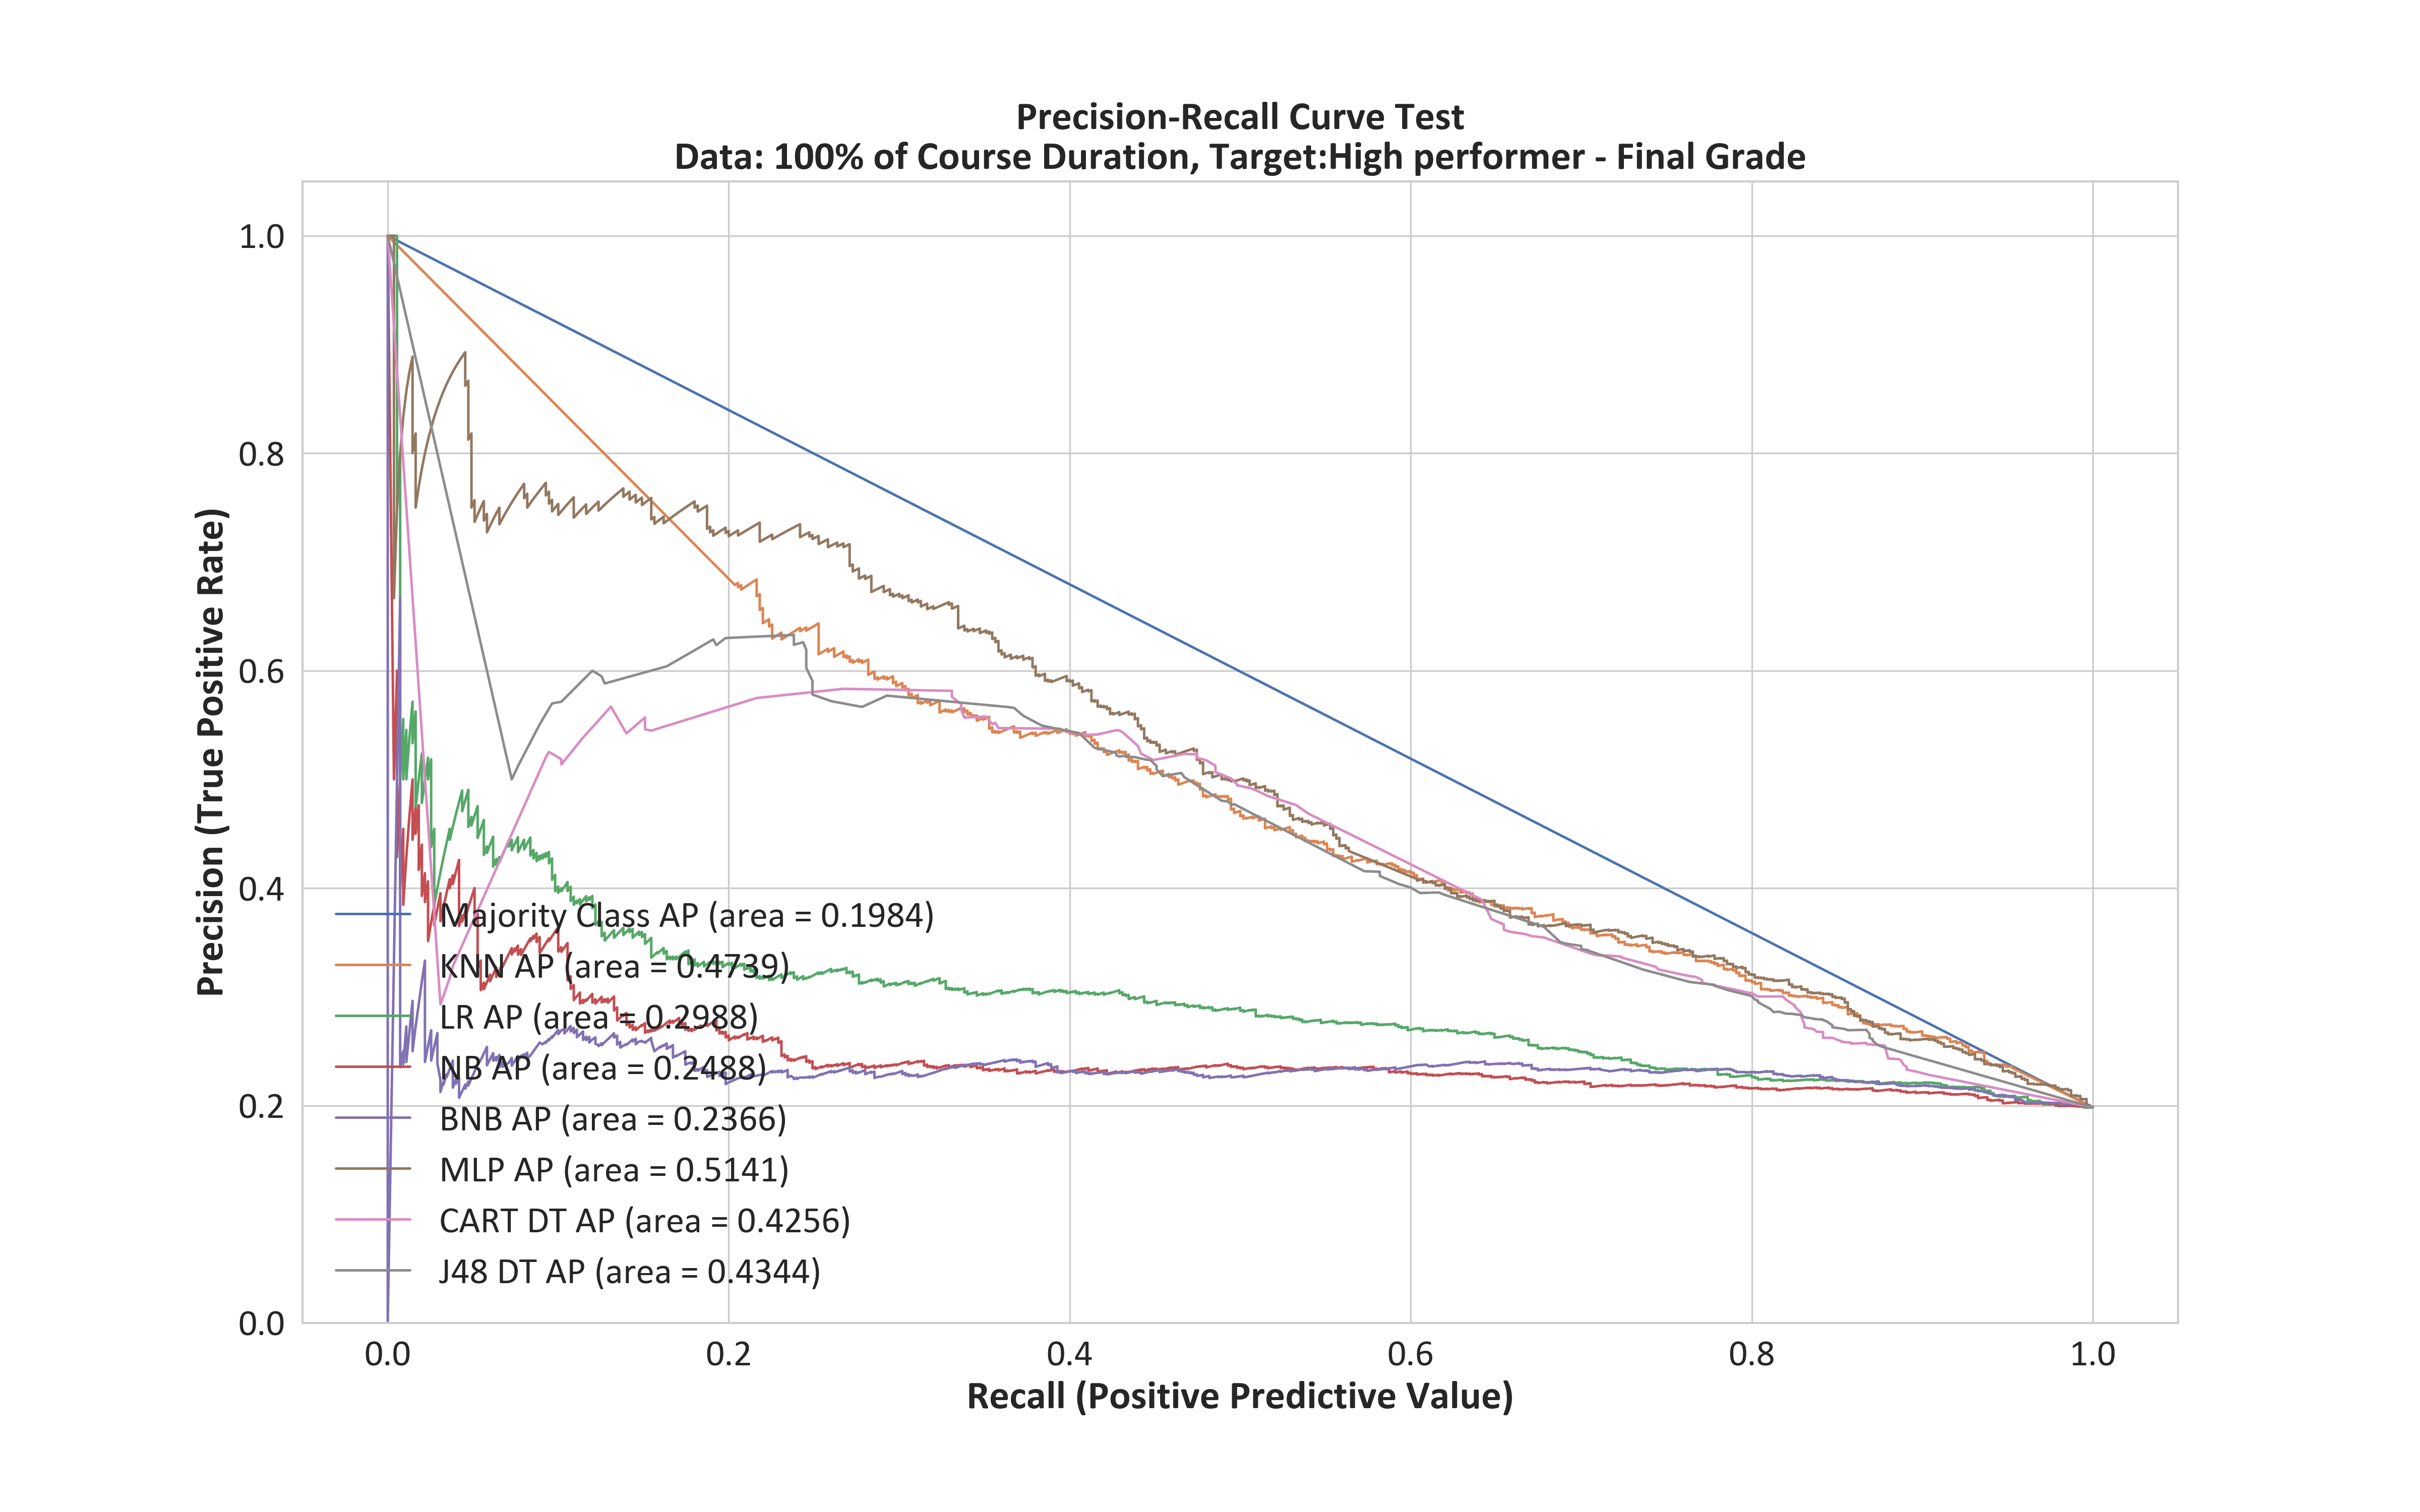 Precision-Recall Curve Test
Data: 100% of Course Duration, Target:High performer - Final Grade
Precision (True Positive Rate)
1.0
0.8
0.6
0.4
0.2
0.0
Majority Class AP (area = 0.1984)
KNN AP (area = 0.4739)
LR AP (area = 0.2988)
NB AP (area = 0.2488)
BNB AP (area = 0.2366)
MLP AP (area = 0.5141)
CART DT AP (area = 0.4256)
J48 DT AP (area = 0.4344)
0.0 0.2 0.4 0.6 0.8 1.0
Recall (Positive Predictive Value)